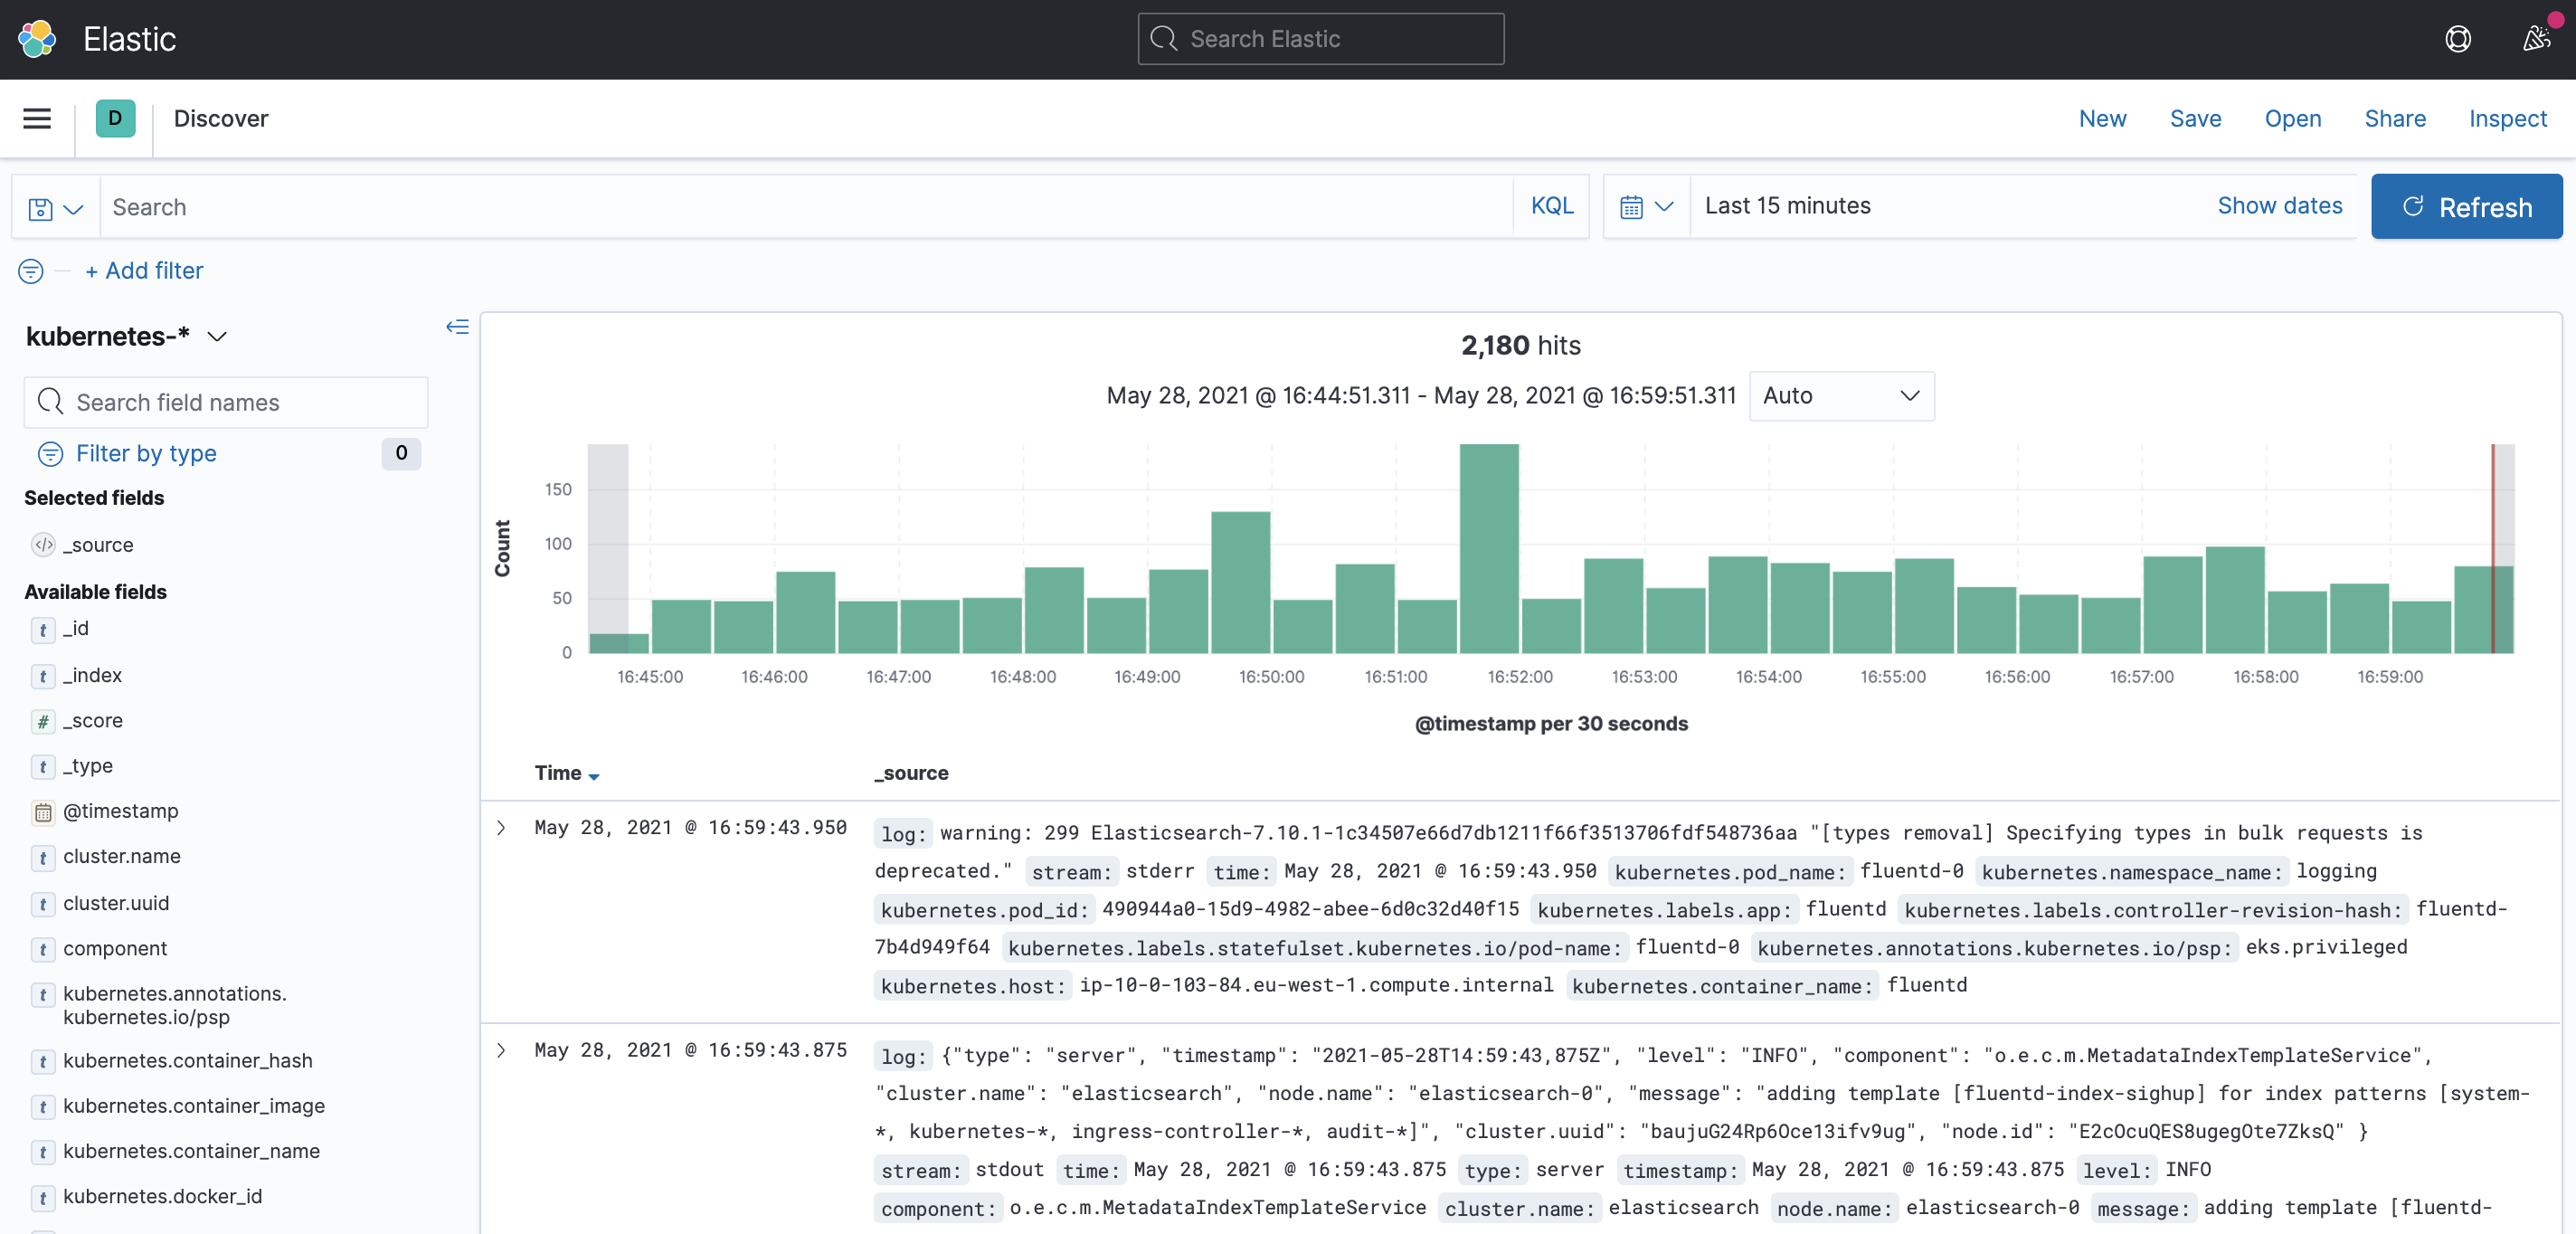 Elastic
Search Elastic
D
Discover
New Save Open Share Inspect
Search
KQL
Last 15 minutes
Show dates
Refresh
+ Add filter
kubernetes-*
Search field names
Filter by type 0
Selected fields
</> _source
Available fields
t _id
t _index
# _score
t _type
@timestamp
t cluster.name
t cluster.uuid
t component
t kubernetes.annotations.
kubernetes.io/psp
t kubernetes.container_hash
t kubernetes.container_image
t kubernetes.container_name
t kubernetes.docker_id
2,180 hits
May 28, 2021 @ 16:44:51.311 - May 28, 2021 @ 16:59:51.311 Auto
Count
150
100
50
0
16:45:00 16:46:00 16:47:00 16:48:00 16:49:00 16:50:00 16:51:00 16:52:00 16:53:00 16:54:00 16:55:00 16:56:00 16:57:00 16:58:00 16:59:00
@timestamp per 30 seconds
Time _source
May 28, 2021 @ 16:59:43.950
log: warning: 299 Elasticsearch-7.10.1-1c34507e66d7db1211f66f3513706fdf548736aa "[types removal] Specifying types in bulk requests is
deprecated." stream: stderr time: May 28, 2021 @ 16:59:43.950 kubernetes.pod_name: fluentd-0 kubernetes.namespace_name: logging
kubernetes.pod_id: 490944a0-15d9-4982-abee-6d0c32d40f15 kubernetes.labels.app: fluentd kubernetes.labels.controller-revision-hash: fluentd-
7b4d949f64 kubernetes.labels.statefulset.kubernetes.io/pod-name: fluentd-0 kubernetes.annotations.kubernetes.io/psp: eks.privileged
kubernetes.host: ip-10-0-103-84.eu-west-1.compute.internal kubernetes.container_name: fluentd
May 28, 2021 @ 16:59:43.875
log: {"type": "server", "timestamp": "2021-05-28T14:59:43,875Z", "level": "INFO", "component": "o.e.c.m.MetadataIndexTemplateService",
"cluster.name": "elasticsearch", "node.name": "elasticsearch-0", "message": "adding template [fluentd-index-sighup] for index patterns [system-
*, kubernetes-*, ingress-controller-*, audit-*]", "cluster.uuid": "baujuG24Rp6Oce13ifv9ug", "node.id": "E2cOcuQES8ugegOte7ZksQ" }
stream: stdout time: May 28, 2021 @ 16:59:43.875 type: server timestamp: May 28, 2021 @ 16:59:43.875 level: INFO
component: o.e.c.m.MetadataIndexTemplateService cluster.name: elasticsearch node.name: elasticsearch-0 message: adding template [fluentd-